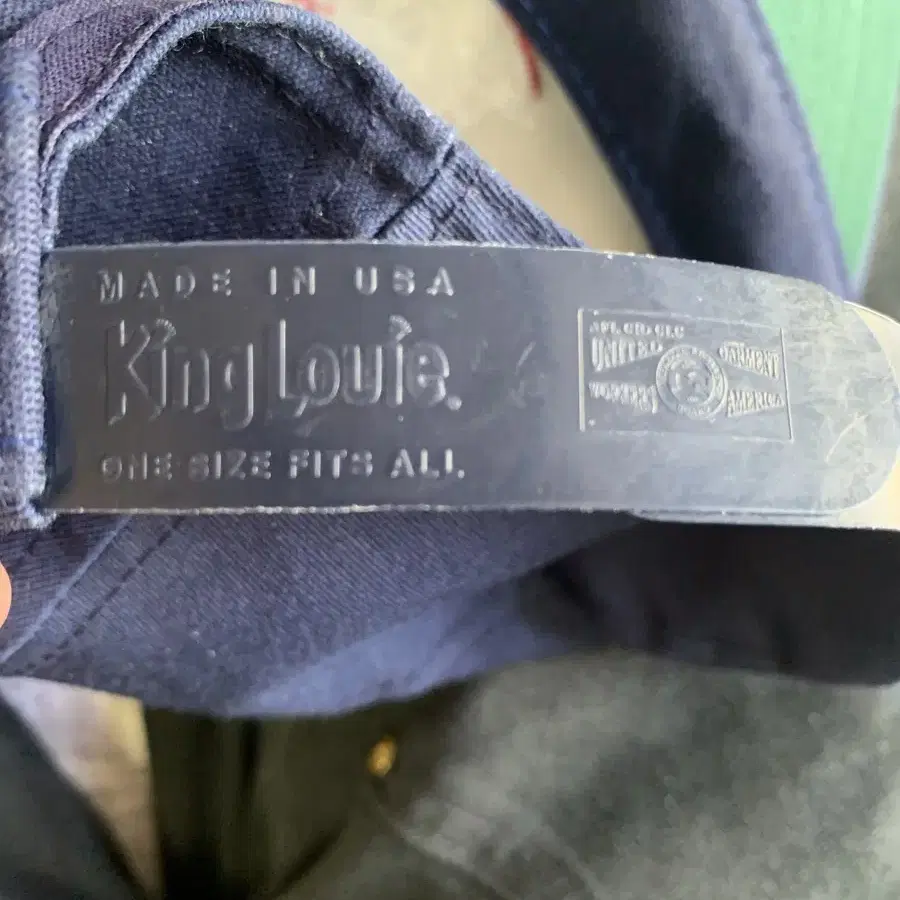 MADE IN USA
King Louie.
ONE SIZE FITS ALL
AFL CIO CLC
UNITED GARMENT
WORKERS AMERICA